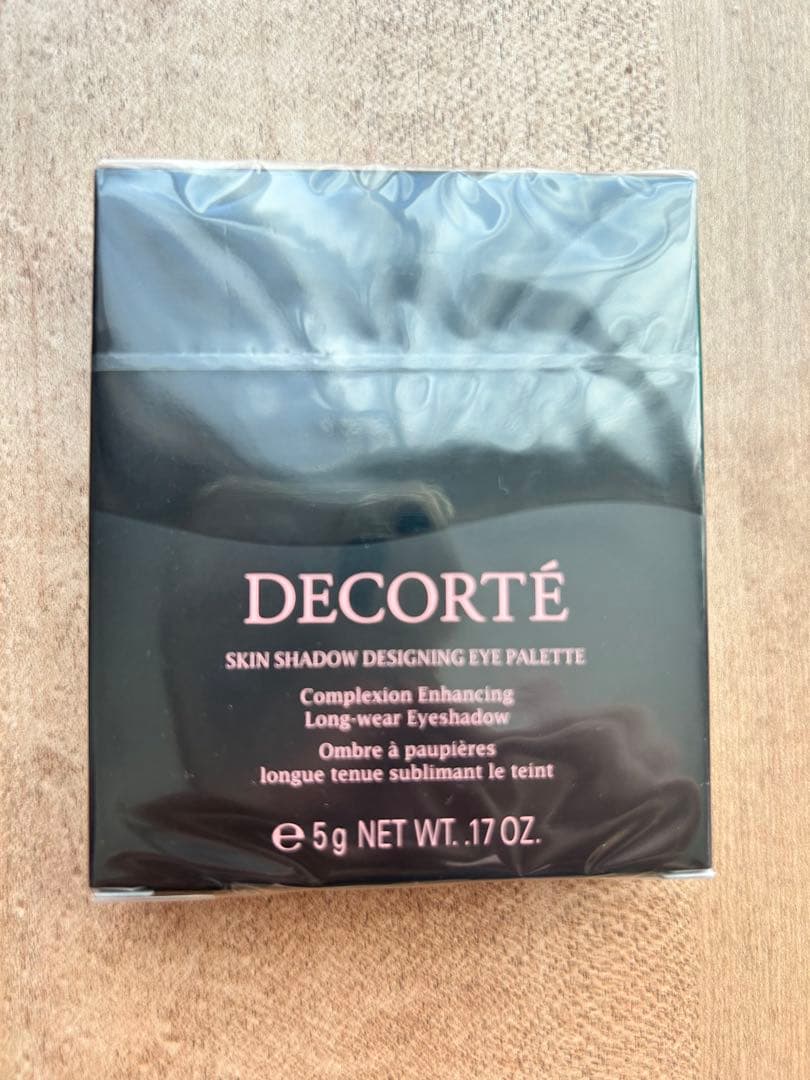 DECORTÉ
SKIN SHADOW DESIGNING EYE PALETTE
Complexion Enhancing
Long-wear Eyeshadow
Ombre à paupières
longue tenue sublimant le teint
℮ 5g NET WT. .17 OZ.